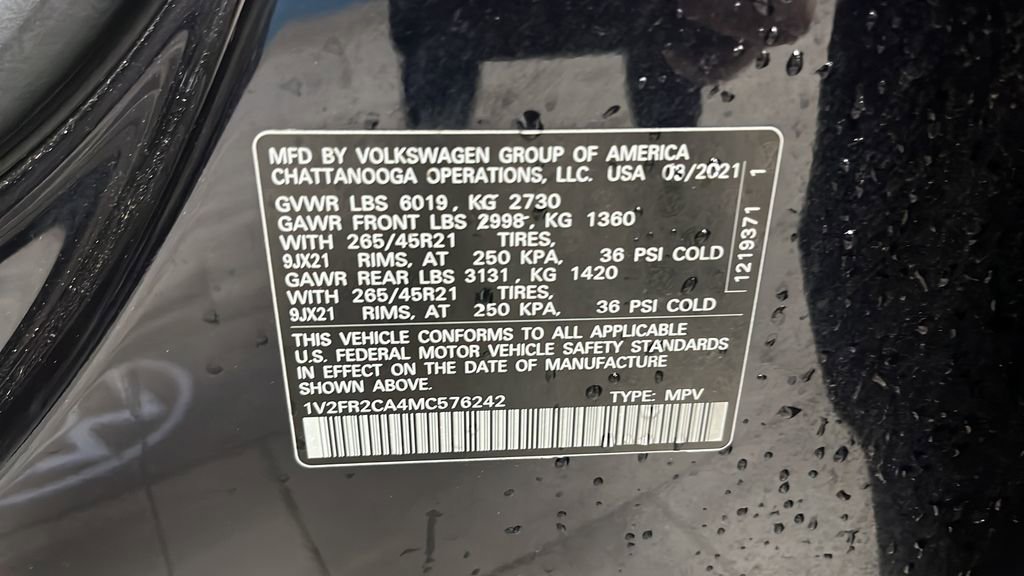 MFD BY VOLKSWAGEN GROUP OF AMERICA
CHATTANOOGA OPERATIONS, LLC. USA 03/2021
GVWR LBS 6019, KG 2730
GAWR FRONT LBS 2998, KG 1360
WITH 265/45R21 TIRES,
9JX21 RIMS, AT 250 KPA, 36 PSI COLD
GAWR REAR LBS 3131, KG 1420
WITH 265/45R21 TIRES,
9JX21 RIMS, AT 250 KPA, 36 PSI COLD
THIS VEHICLE CONFORMS TO ALL APPLICABLE
U.S. FEDERAL MOTOR VEHICLE SAFETY STANDARDS
IN EFFECT ON THE DATE OF MANUFACTURE
SHOWN ABOVE.
1V2FR2CA4MC576242 TYPE: MPV
1219371 1